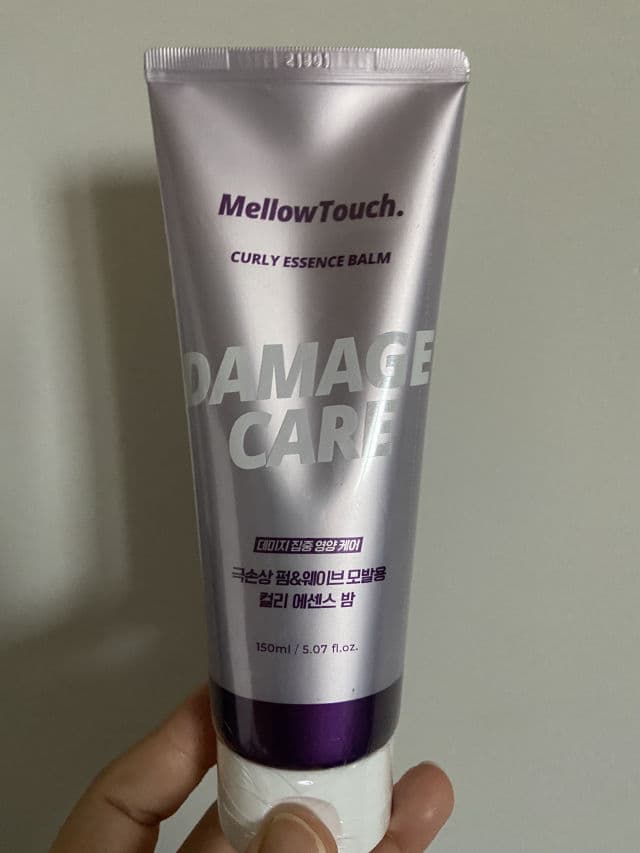 MellowTouch.
CURLY ESSENCE BALM
DAMAGE
CARE
데미지 집중 영양 케어
극손상 펌&웨이브 모발용
컬리 에센스 밤
150ml / 5.07 fl.oz.